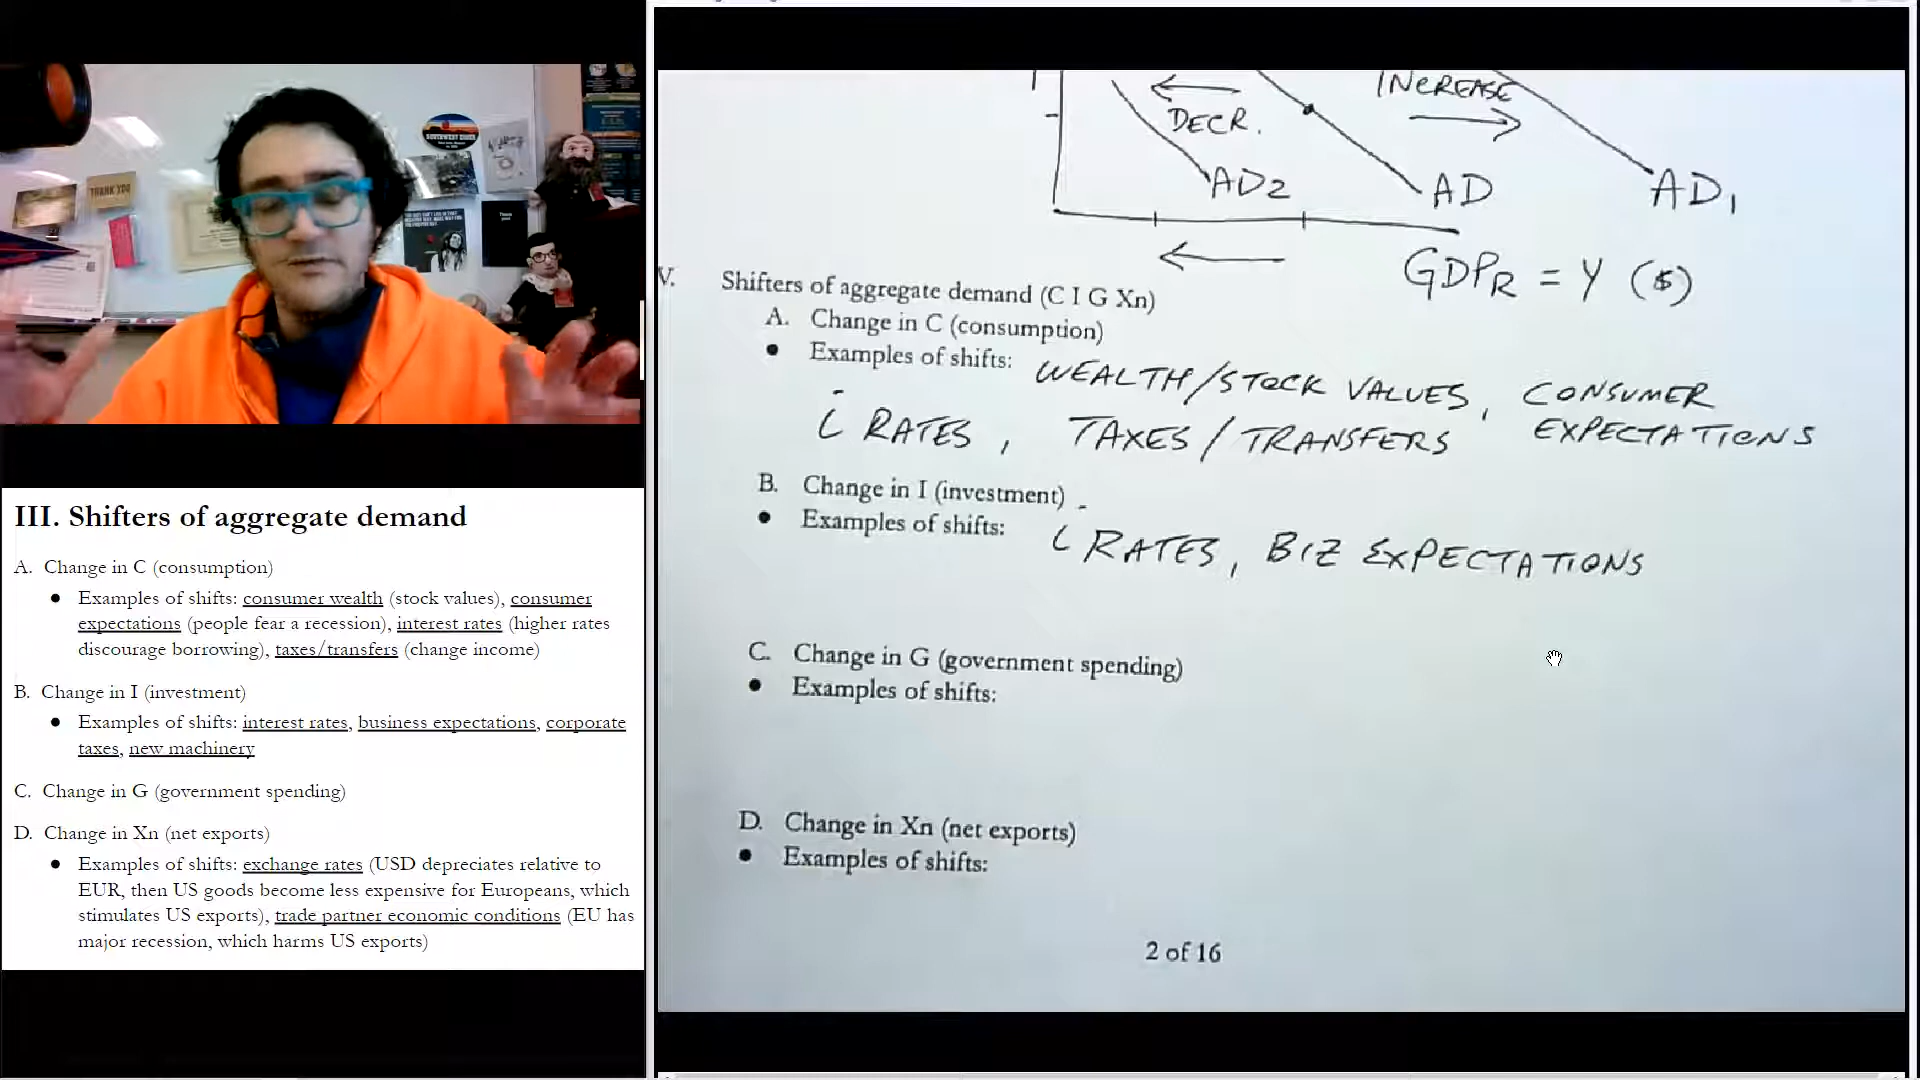 THANK YOU
SOUTHWEST
III. Shifters of aggregate demand
A. Change in C (consumption)
● Examples of shifts: consumer wealth (stock values), consumer
expectations (people fear a recession), interest rates (higher rates
discourage borrowing), taxes/transfers (change income)
B. Change in I (investment)
● Examples of shifts: interest rates, business expectations, corporate
taxes, new machinery
C. Change in G (government spending)
D. Change in Xn (net exports)
● Examples of shifts: exchange rates (USD depreciates relative to
EUR, then US goods become less expensive for Europeans, which
stimulates US exports), trade partner economic conditions (EU has
major recession, which harms US exports)
INCREASE
DECR.
AD2
AD
AD1
GDPR = Y ($)
V. Shifters of aggregate demand (C I G Xn)
A. Change in C (consumption)
● Examples of shifts: WEALTH/STOCK VALUES, CONSUMER
EXPECTATIONS
i RATES, TAXES/TRANSFERS
B. Change in I (investment)
● Examples of shifts: i RATES, BIZ EXPECTATIONS
C. Change in G (government spending)
● Examples of shifts:
D. Change in Xn (net exports)
● Examples of shifts:
2 of 16